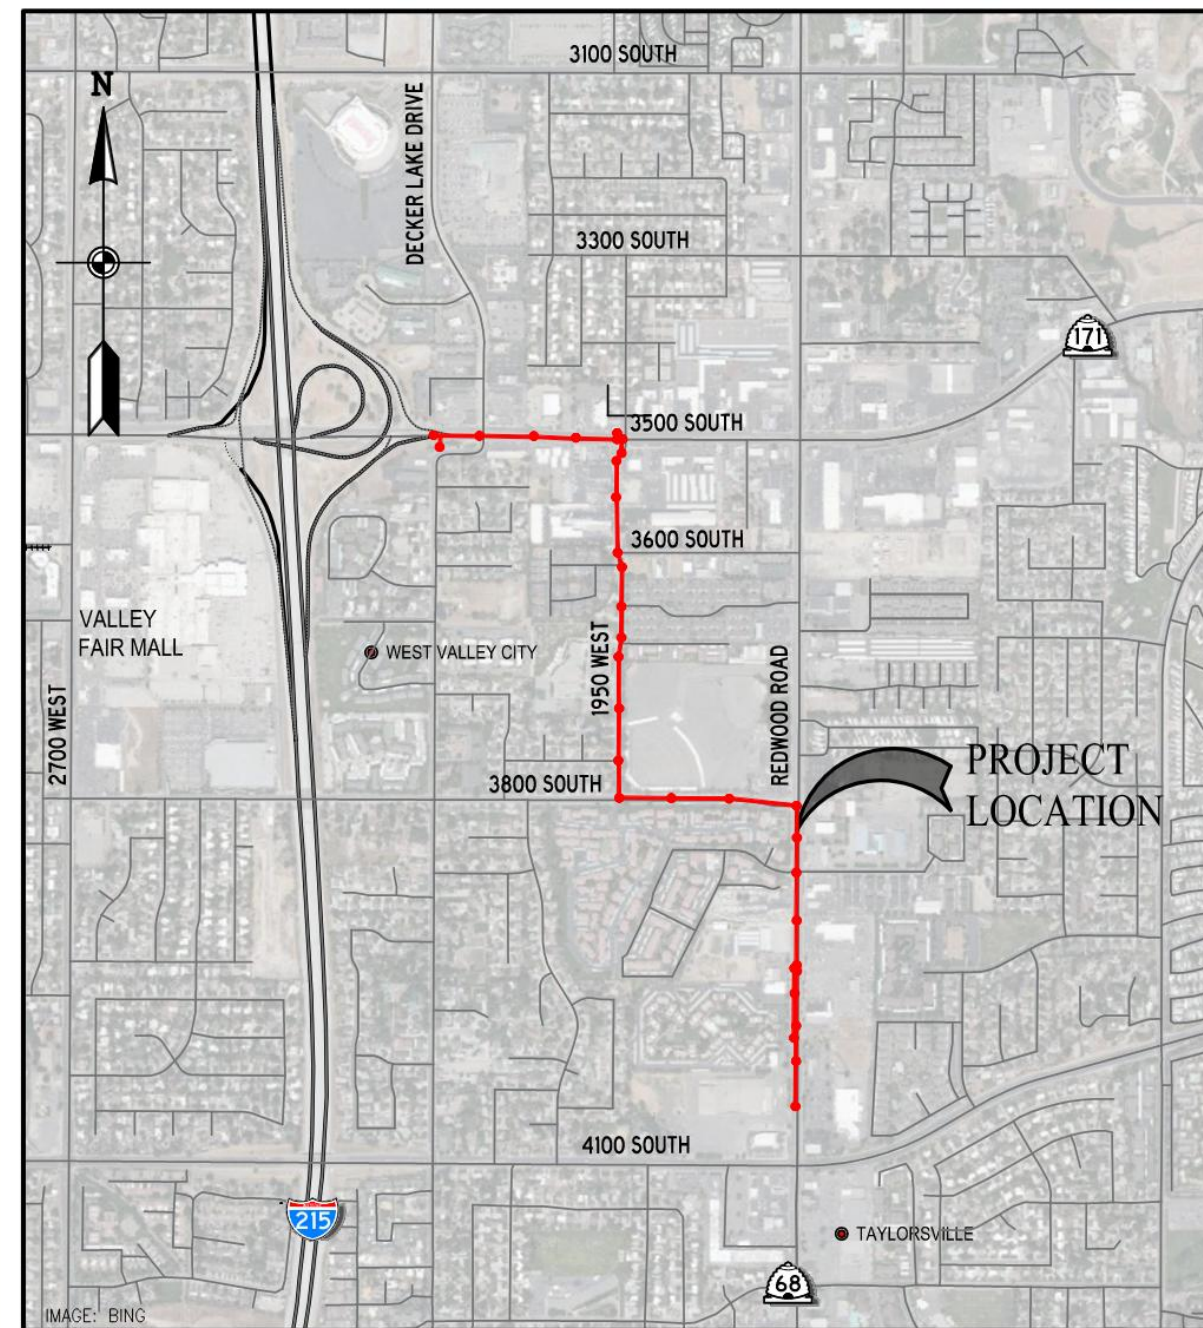 3100 SOUTH
N
DECKER LAKE DRIVE
3300 SOUTH
171
3500 SOUTH
3600 SOUTH
VALLEY
FAIR MALL
WEST VALLEY CITY
1950 WEST
REDWOOD ROAD
2700 WEST
PROJECT
LOCATION
3800 SOUTH
4100 SOUTH
215
TAYLORSVILLE
68
IMAGE: BING